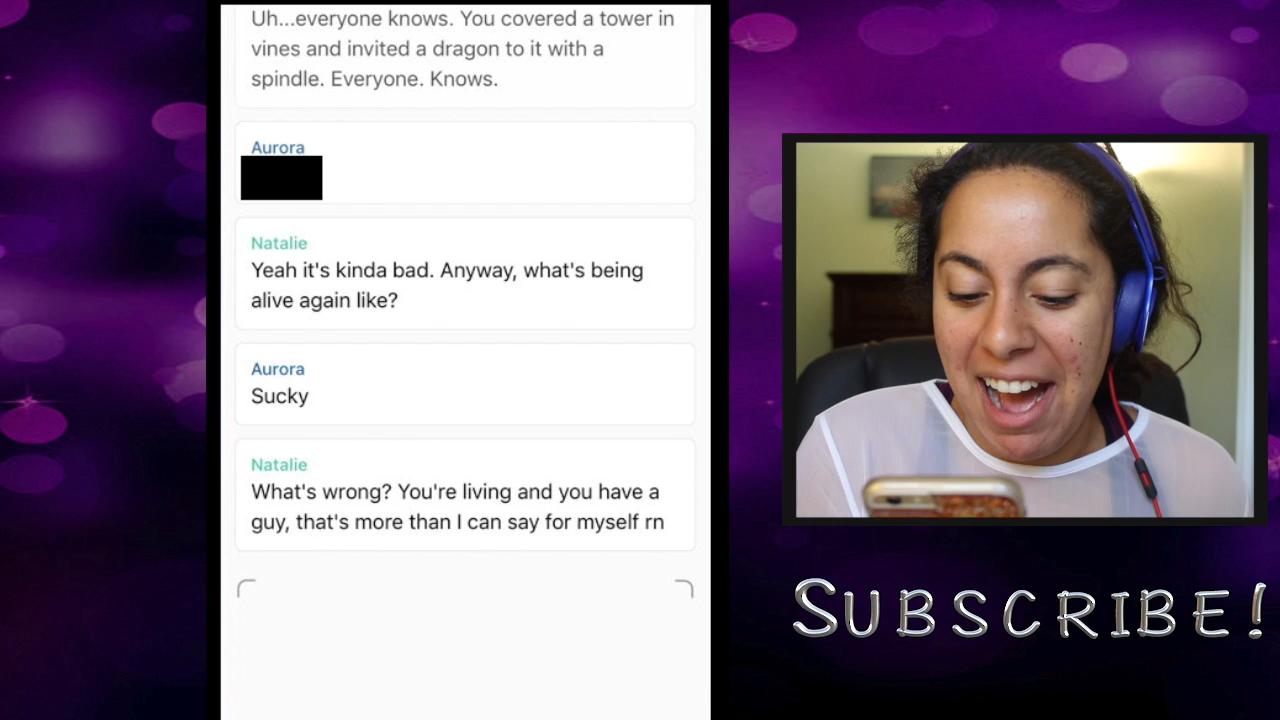 Uh...everyone knows. You covered a tower in
vines and invited a dragon to it with a
spindle. Everyone. Knows.
Aurora
Natalie
Yeah it's kinda bad. Anyway, what's being
alive again like?
Aurora
Sucky
Natalie
What's wrong? You're living and you have a
guy, that's more than I can say for myself rn
SUBSCRIBE!